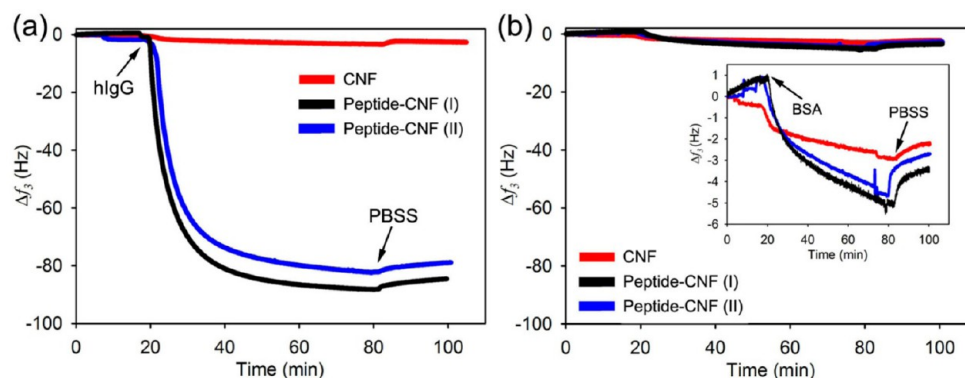 (a)
0
-20
-40
-60
-80
-100
Δf3 (Hz)
hIgG
CNF
Peptide-CNF (I)
Peptide-CNF (II)
PBSS
0 20 40 60 80 100
Time (min)
(b)
0
-20
-40
-60
-80
-100
Δf3 (Hz)
1
0
-1
-2
-3
-4
-5
-6
Δf3 (Hz)
BSA
PBSS
0 20 40 60 80 100
Time (min)
CNF
Peptide-CNF (I)
Peptide-CNF (II)
0 20 40 60 80 100
Time (min)